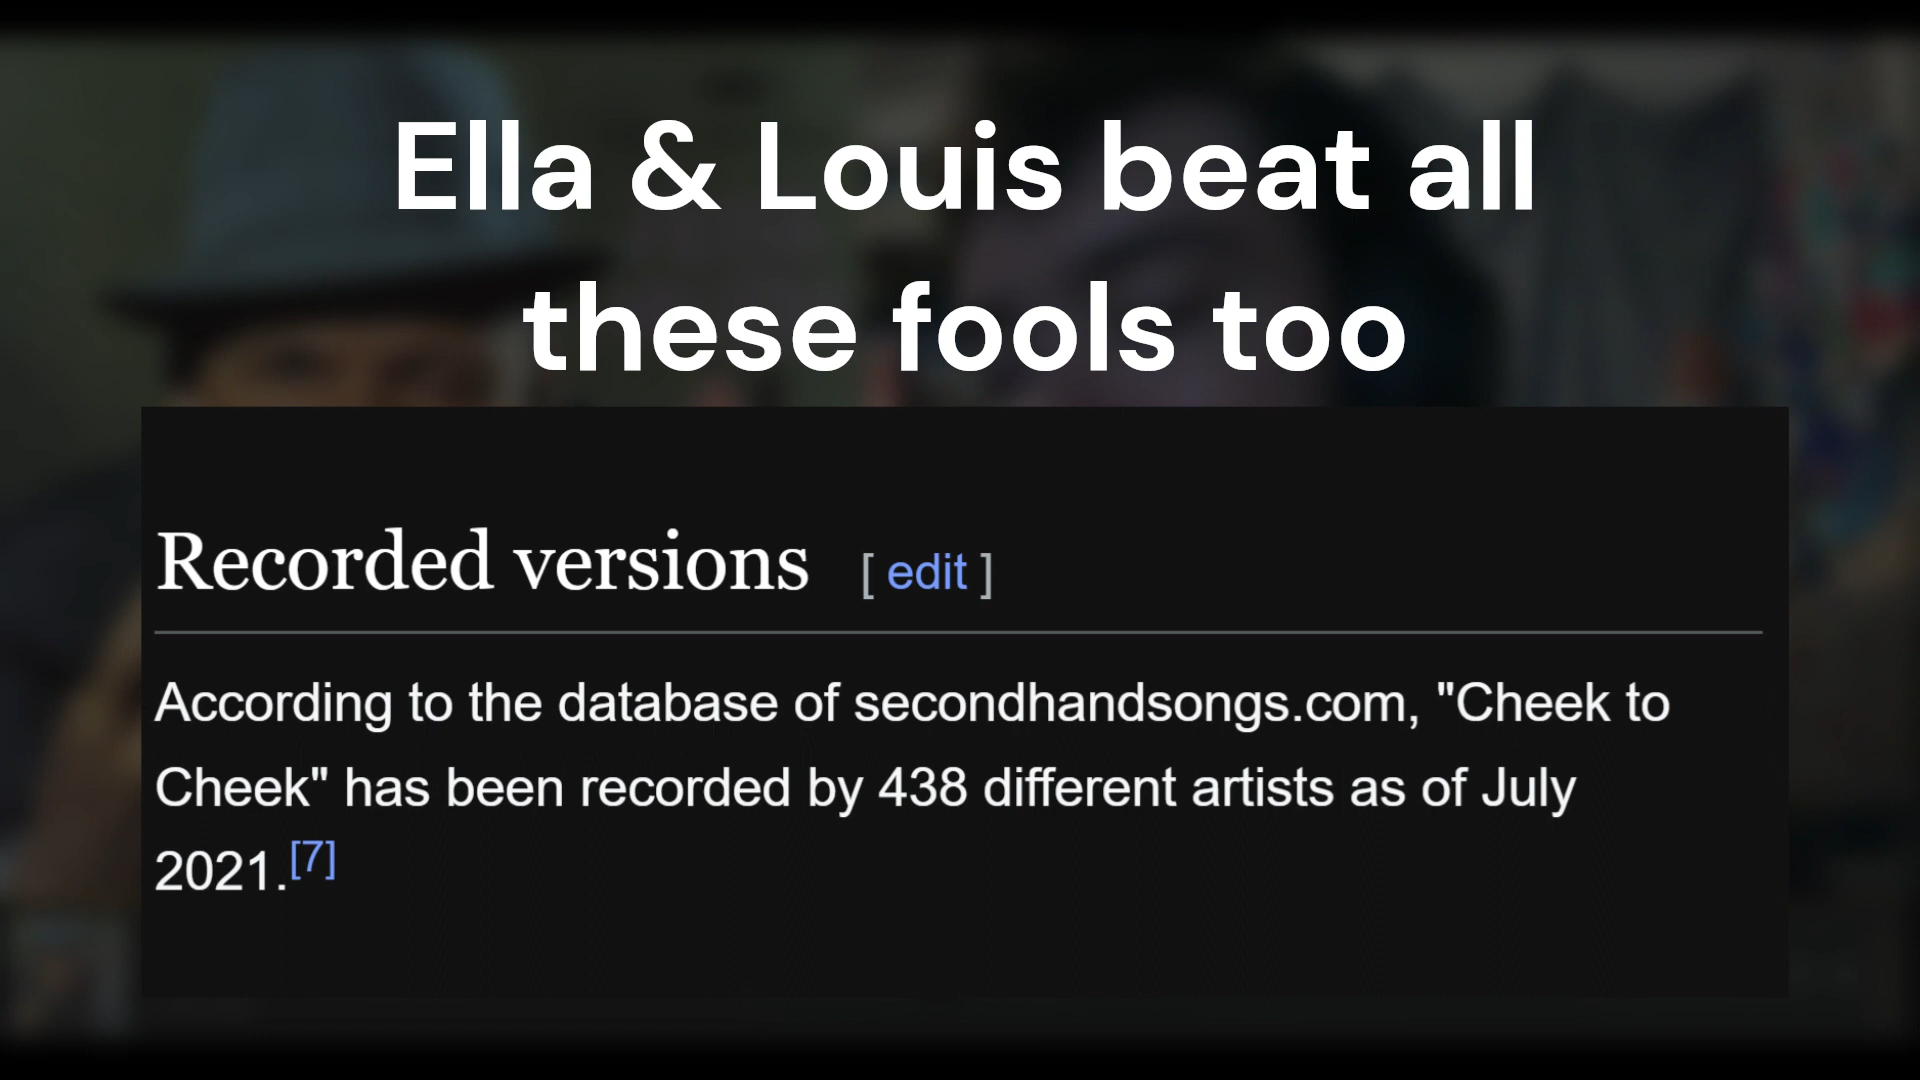 Ella & Louis beat all
these fools too
Recorded versions [ edit ]
According to the database of secondhandsongs.com, "Cheek to
Cheek" has been recorded by 438 different artists as of July
2021.[7]